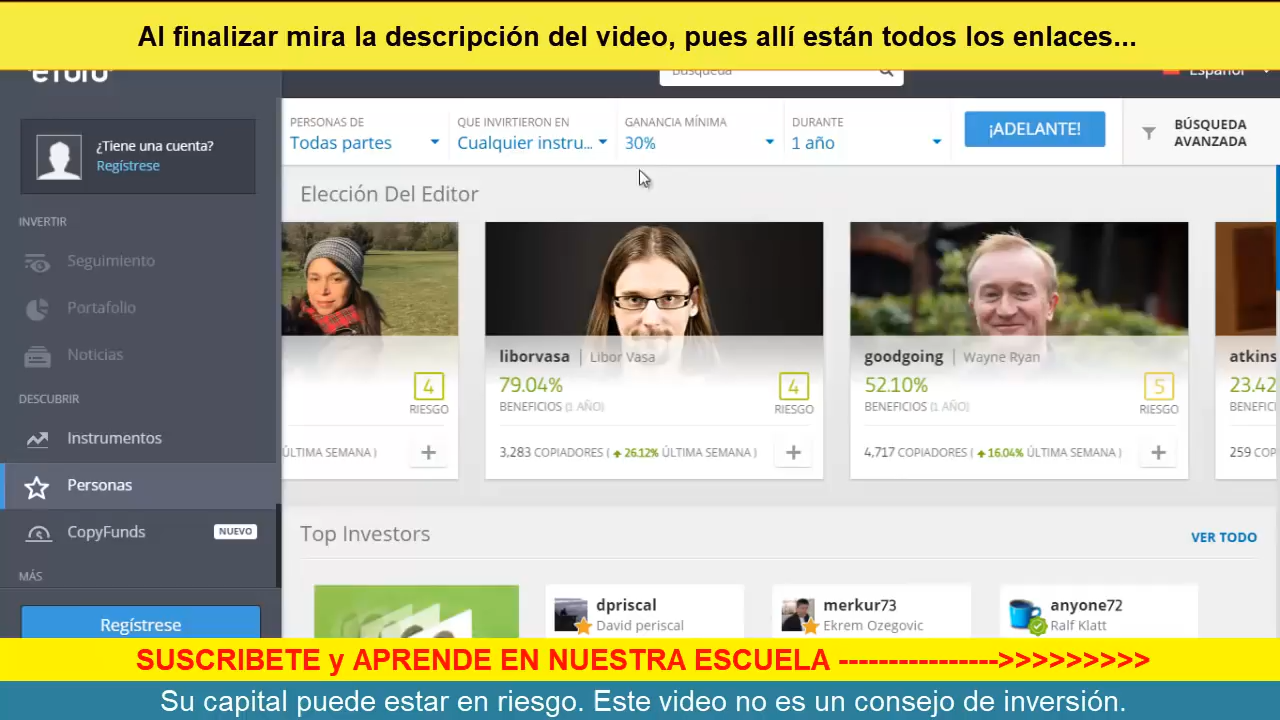 Al finalizar mira la descripción del video, pues allí están todos los enlaces...
eToro
Búsqueda
Español
¿Tiene una cuenta?
Regístrese
INVERTIR
Seguimiento
Portafolio
Noticias
DESCUBRIR
Instrumentos
Personas
CopyFunds
NUEVO
MÁS
Regístrese
PERSONAS DE
Todas partes
QUE INVIRTIERON EN
Cualquier instru...
GANANCIA MÍNIMA
30%
DURANTE
1 año
¡ADELANTE!
BÚSQUEDA
AVANZADA
Elección Del Editor
4
RIESGO
ÚLTIMA SEMANA )
liborvasa | Libor Vasa
79.04%
BENEFICIOS (1 AÑO)
4
RIESGO
3,283 COPIADORES ( 26.12% ÚLTIMA SEMANA )
goodgoing | Wayne Ryan
52.10%
BENEFICIOS (1 AÑO)
5
RIESGO
4,717 COPIADORES ( 16.04% ÚLTIMA SEMANA )
atkins
23.42
BENEFIC
259 COP
Top Investors
VER TODO
dpriscal
David periscal
merkur73
Ekrem Ozegovic
anyone72
Ralf Klatt
SUSCRIBETE y APRENDE EN NUESTRA ESCUELA ---------------->>>>>>>>>
Su capital puede estar en riesgo. Este video no es un consejo de inversión.